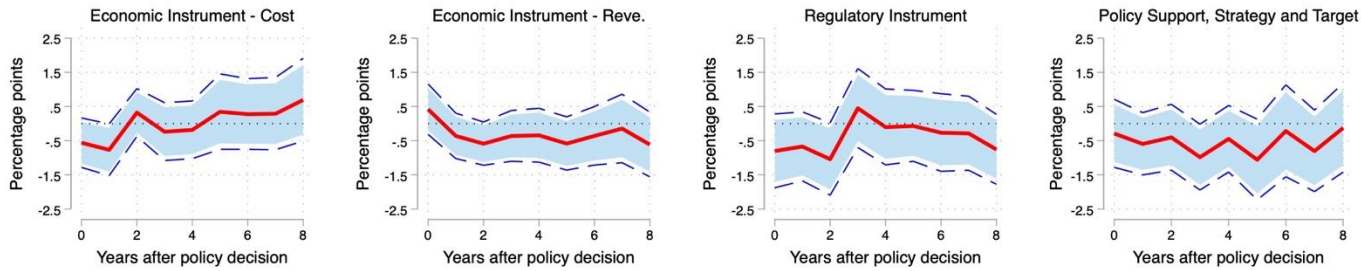 Economic Instrument - Cost
Percentage points
2.5
1.5
.5
-.5
-1.5
-2.5
0 2 4 6 8
Years after policy decision
Economic Instrument - Reve.
Percentage points
2.5
1.5
.5
-.5
-1.5
-2.5
0 2 4 6 8
Years after policy decision
Regulatory Instrument
Percentage points
2.5
1.5
.5
-.5
-1.5
-2.5
0 2 4 6 8
Years after policy decision
Policy Support, Strategy and Target
Percentage points
2.5
1.5
.5
-.5
-1.5
-2.5
0 2 4 6 8
Years after policy decision